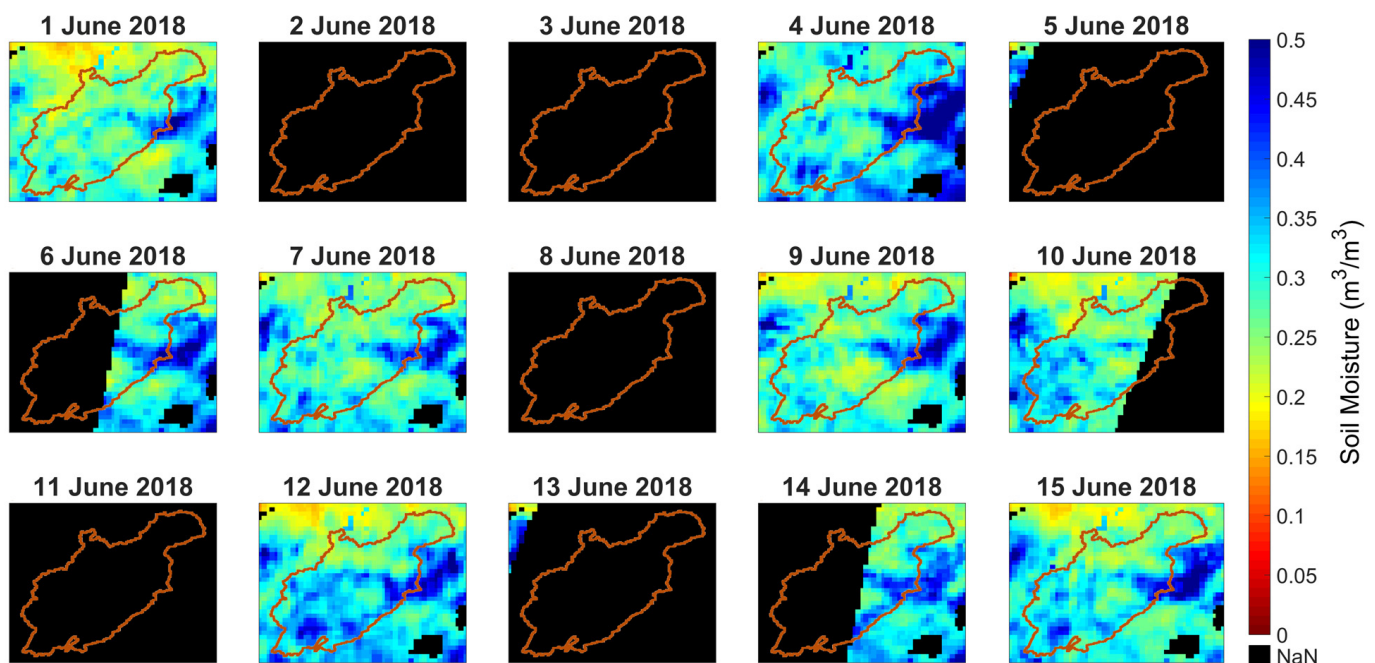 1 June 2018
2 June 2018
3 June 2018
4 June 2018
5 June 2018
6 June 2018
7 June 2018
8 June 2018
9 June 2018
10 June 2018
11 June 2018
12 June 2018
13 June 2018
14 June 2018
15 June 2018
0.5
0.45
0.4
0.35
0.3
0.25
0.2
0.15
0.1
0.05
0
NaN
Soil Moisture (m³/m³)